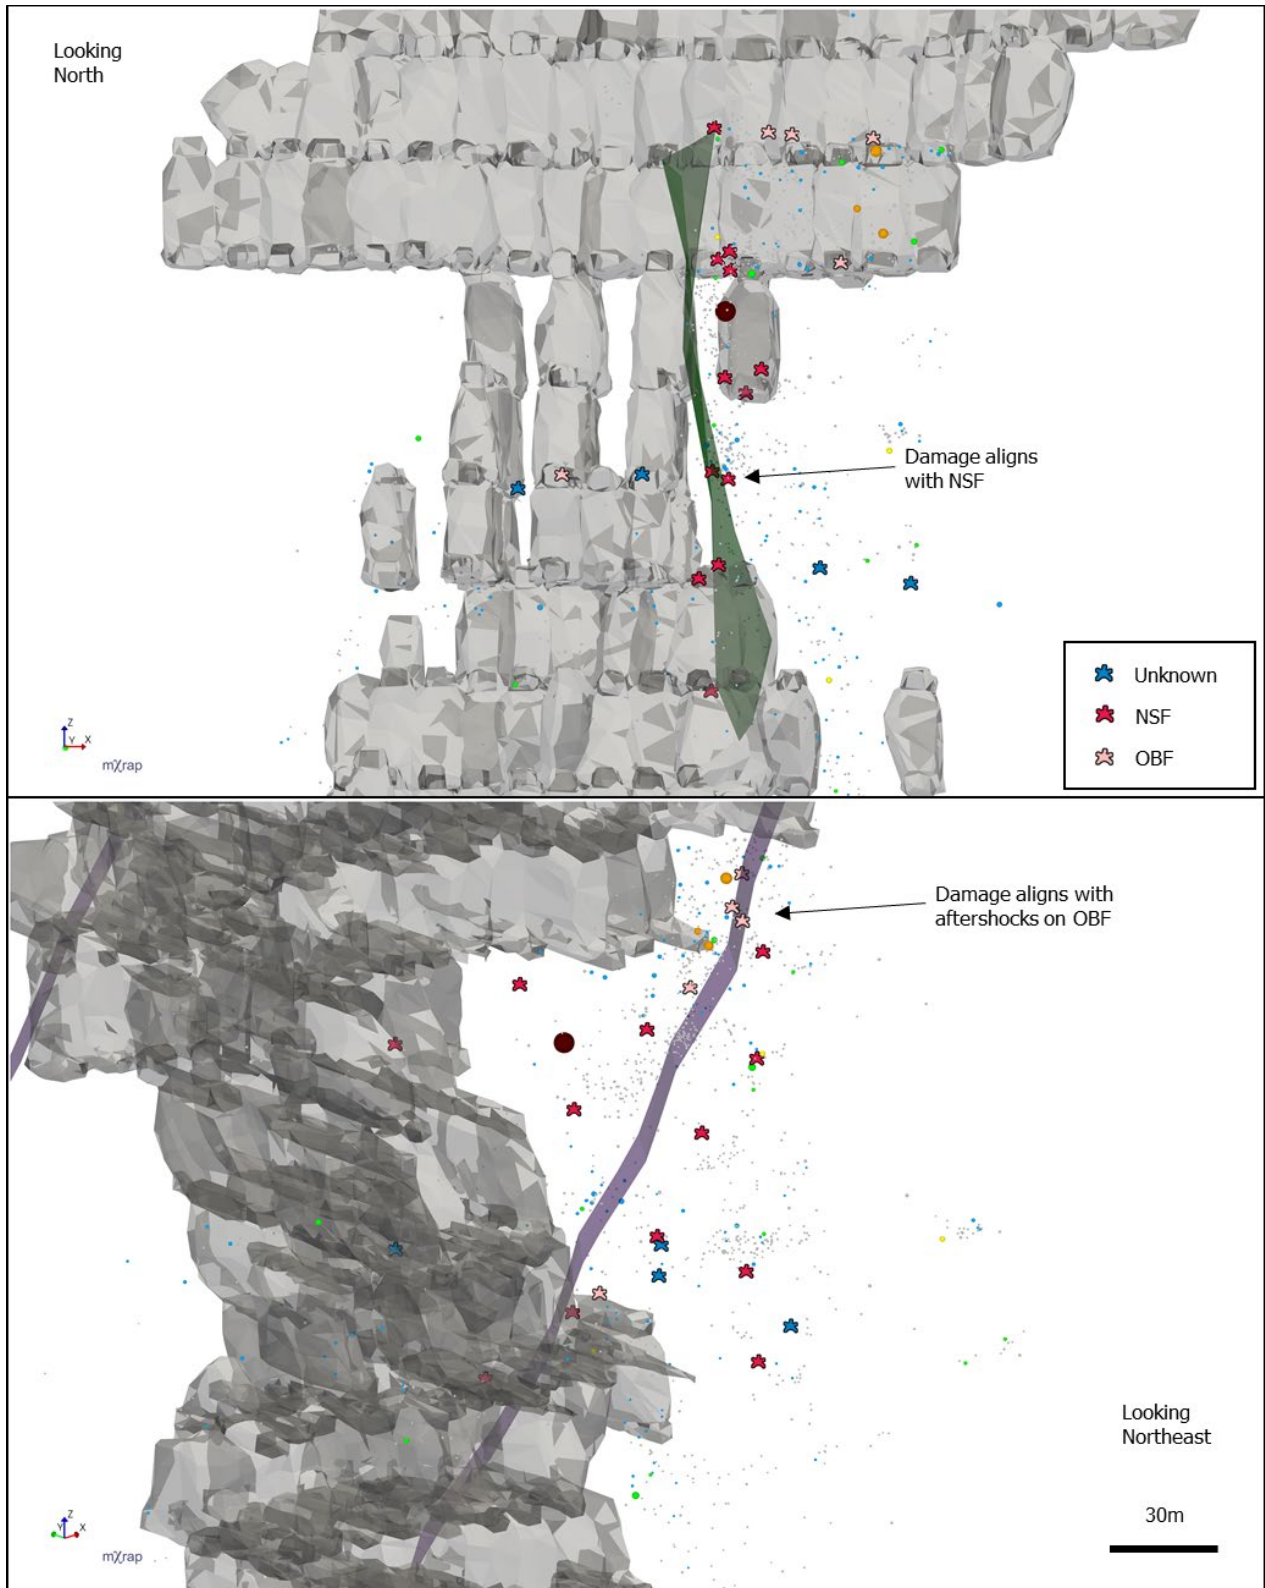 Looking
North
Damage aligns
with NSF
Unknown
NSF
OBF
Z
Y X
mXrap
Damage aligns with
aftershocks on OBF
Looking
Northeast
30m
Z
Y X
mXrap